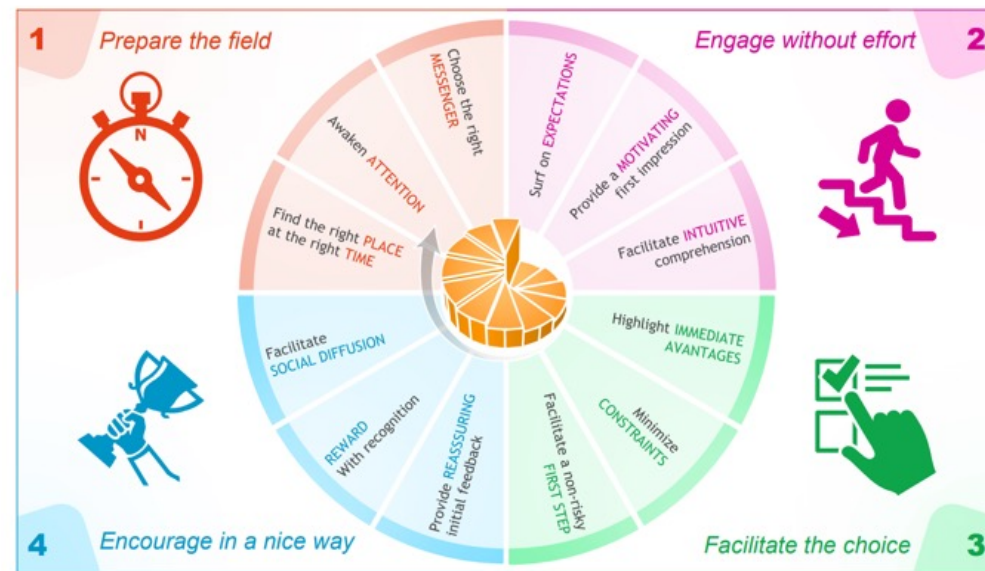 1 Prepare the field
N
Find the right PLACE
at the right TIME
Awaken ATTENTION
Choose the right
MESSENGER
Engage without effort 2
Surf on EXPECTATIONS
Provide a MOTIVATING
first impression
Facilitate INTUITIVE
comprehension
Highlight IMMEDIATE
AVANTAGES
Minimize
CONSTRAINTS
Facilitate a non-risky
FIRST STEP
Facilitate the choice 3
Provide REASSSURING
initial feedback
REWARD
With recognition
Facilitate
SOCIAL DIFFUSION
4 Encourage in a nice way